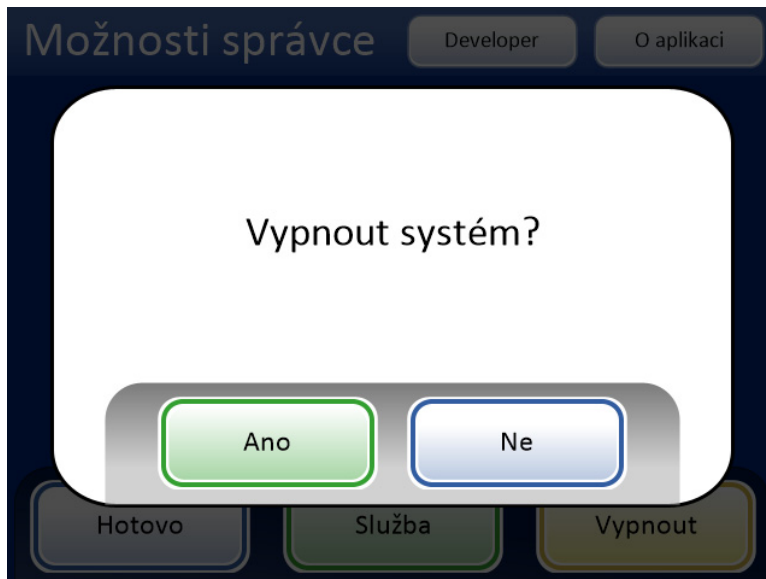 Možnosti správce Developer O aplikaci
Vypnout systém?
Ano Ne
Hotovo Služba Vypnout